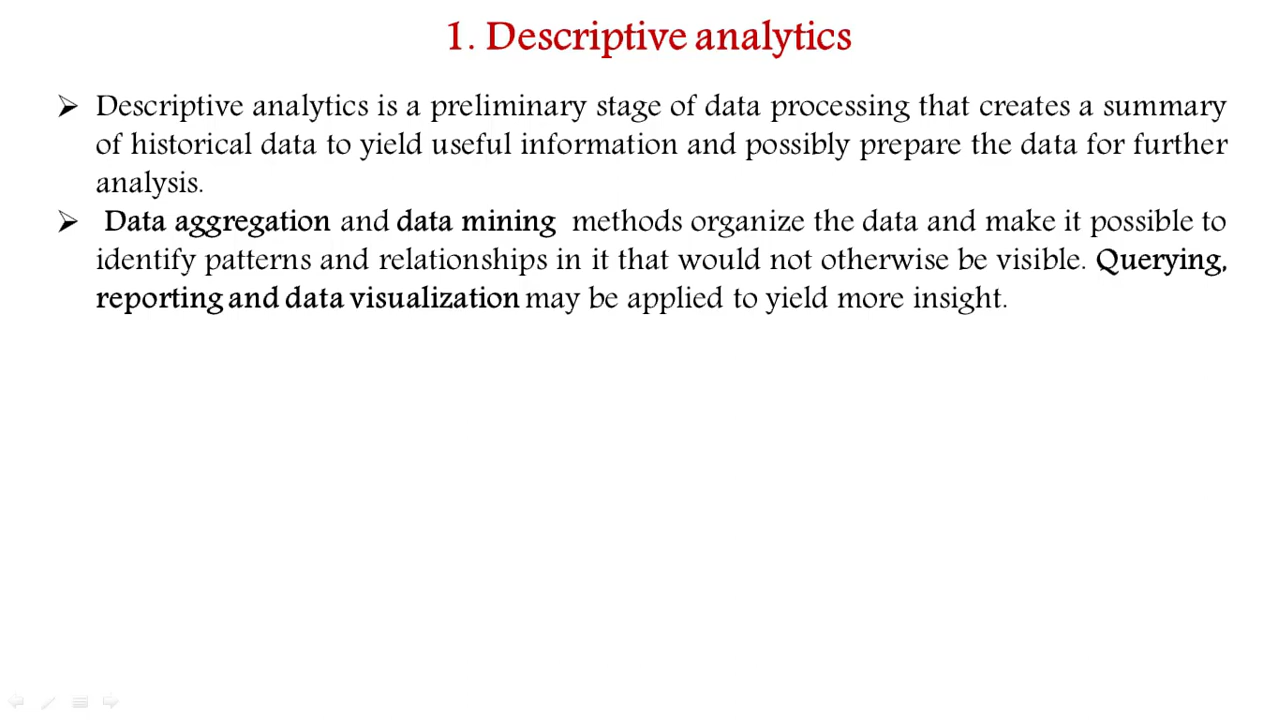 1. Descriptive analytics
➢ Descriptive analytics is a preliminary stage of data processing that creates a summary
of historical data to yield useful information and possibly prepare the data for further
analysis.
➢ Data aggregation and data mining methods organize the data and make it possible to
identify patterns and relationships in it that would not otherwise be visible. Querying,
reporting and data visualization may be applied to yield more insight.